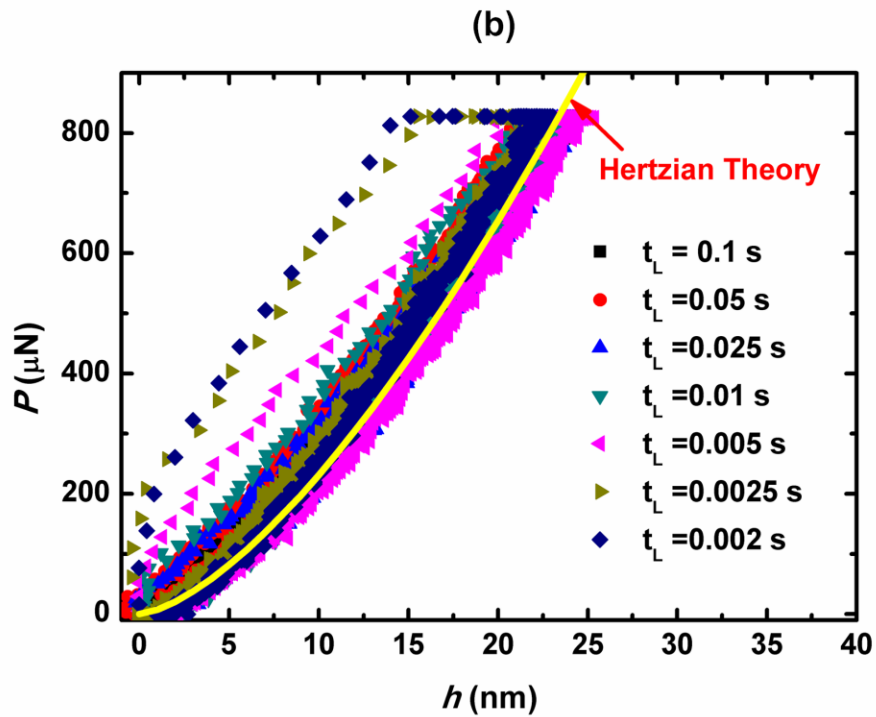 (b)
800
600
400
200
0
P (μN)
Hertzian Theory
t_L = 0.1 s
t_L =0.05 s
t_L =0.025 s
t_L =0.01 s
t_L =0.005 s
t_L =0.0025 s
t_L =0.002 s
0 5 10 15 20 25 30 35 40
h (nm)